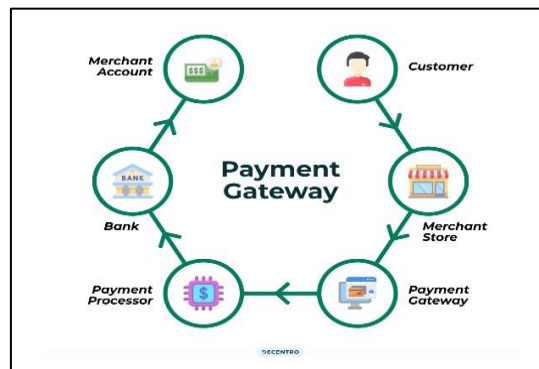 Merchant
Account
$$$
Customer
Payment
Gateway
BANK
Bank
Merchant
Store
Payment
Processor
$
Payment
Gateway
DECENTRO